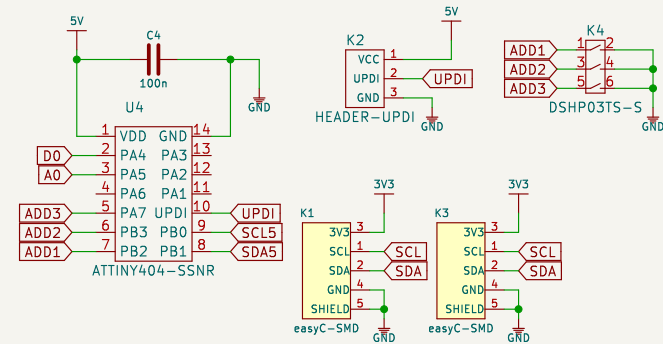 5V
C4
100n
GND
U4
1 VDD GND 14
D0 2 PA4 PA3 13
A0 3 PA5 PA2 12
4 PA6 PA1 11
ADD3 5 PA7 UPDI 10 UPDI
ADD2 6 PB3 PB0 9 SCL5
ADD1 7 PB2 PB1 8 SDA5
ATTINY404-SSNR
5V
K2
VCC 1
UPDI 2 UPDI
GND 3
HEADER-UPDI
GND
K4
ADD1 1 2
ADD2 3 4
ADD3 5 6
DSHP03TS-S
GND
3V3
K1
3V3 3
SCL 1 SCL
SDA 2 SDA
GND 4
SHIELD 5
easyC-SMD
GND
3V3
K3
3V3 3
SCL 1 SCL
SDA 2 SDA
GND 4
SHIELD 5
easyC-SMD
GND